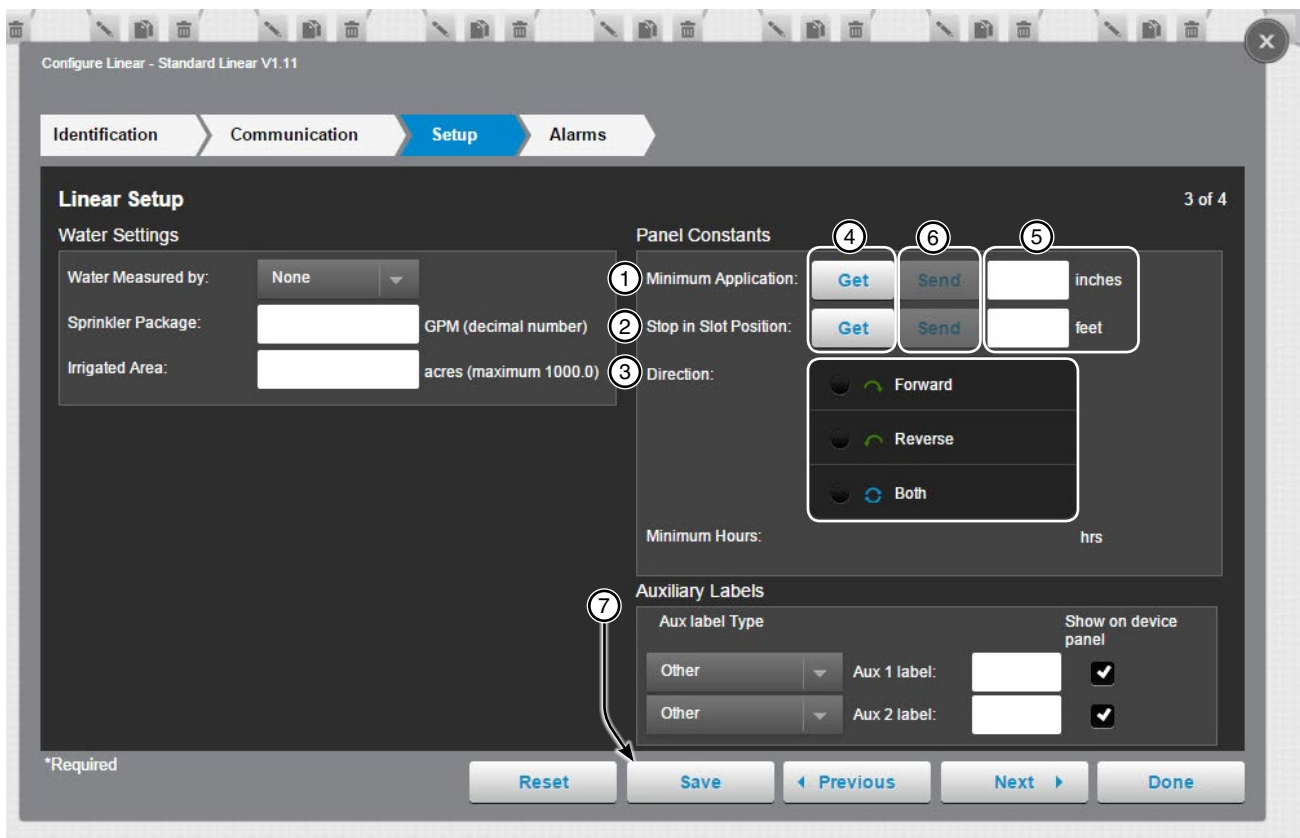 Configure Linear - Standard Linear V1.11
Identification
Communication
Setup
Alarms
Linear Setup
3 of 4
Water Settings
Water Measured by: None
Sprinkler Package: GPM (decimal number)
Irrigated Area: acres (maximum 1000.0)
Panel Constants
4
6
5
1 Minimum Application: Get Send inches
2 Stop in Slot Position: Get Send feet
3 Direction:
Forward
Reverse
Both
Minimum Hours: hrs
Auxiliary Labels
7
Aux label Type
Show on device
panel
Other Aux 1 label:
Other Aux 2 label:
*Required
Reset
Save
Previous
Next
Done
x